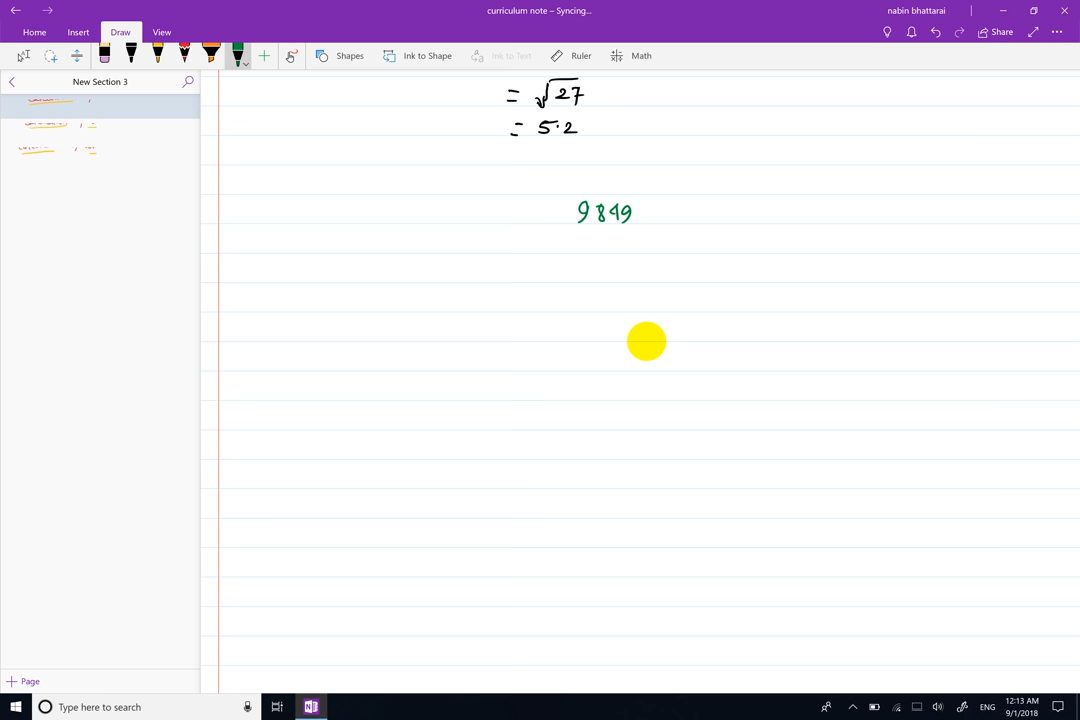 curriculum note – Syncing...
nabin bhattarai
Home Insert Draw View
Share
Shapes Ink to Shape Ink to Text Ruler Math
New Section 3
= √27
= 5.2
9849
Page
Type here to search
ENG
12:13 AM
9/1/2018